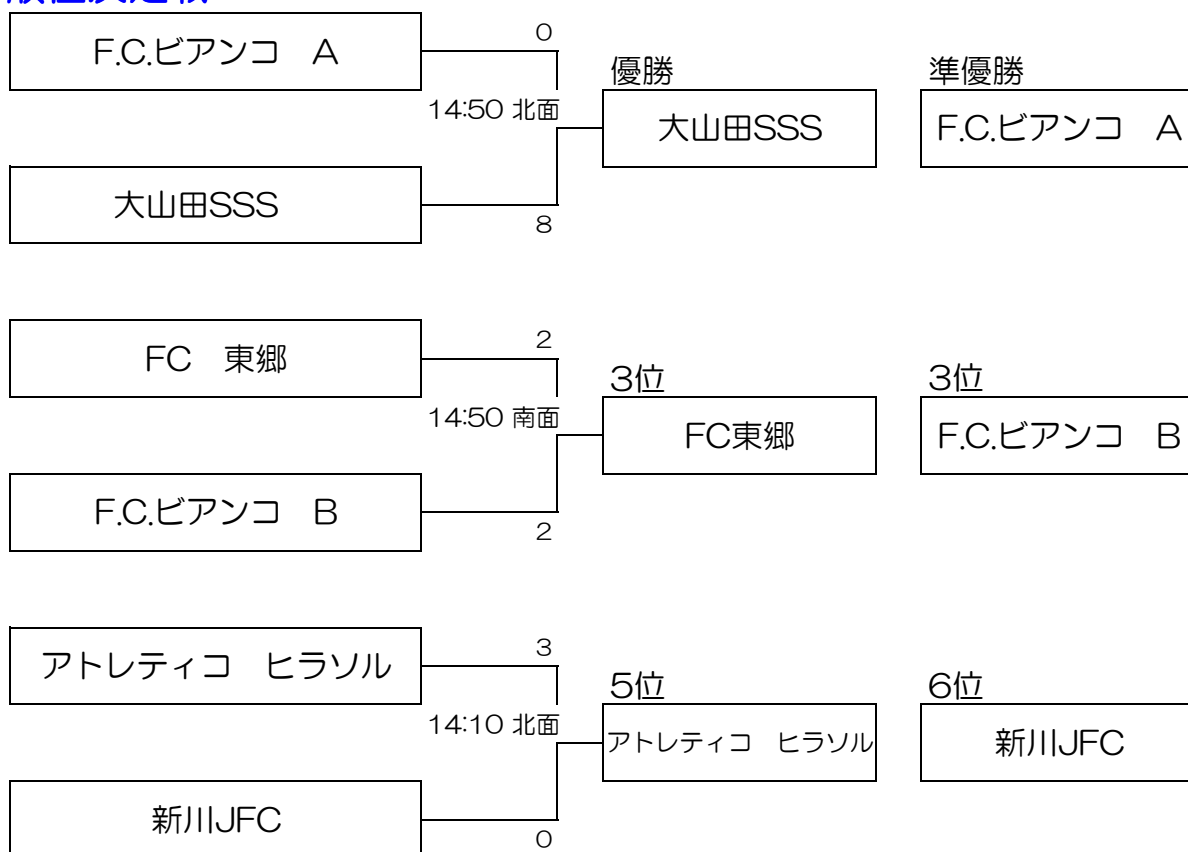 F.C.ビアンコ　A
0
14:50 北面
大山田SSS
8
優勝
大山田SSS
準優勝
F.C.ビアンコ　A
FC　東郷
2
14:50 南面
F.C.ビアンコ　B
2
3位
FC東郷
3位
F.C.ビアンコ　B
アトレティコ　ヒラソル
3
14:10 北面
新川JFC
0
5位
アトレティコ　ヒラソル
6位
新川JFC